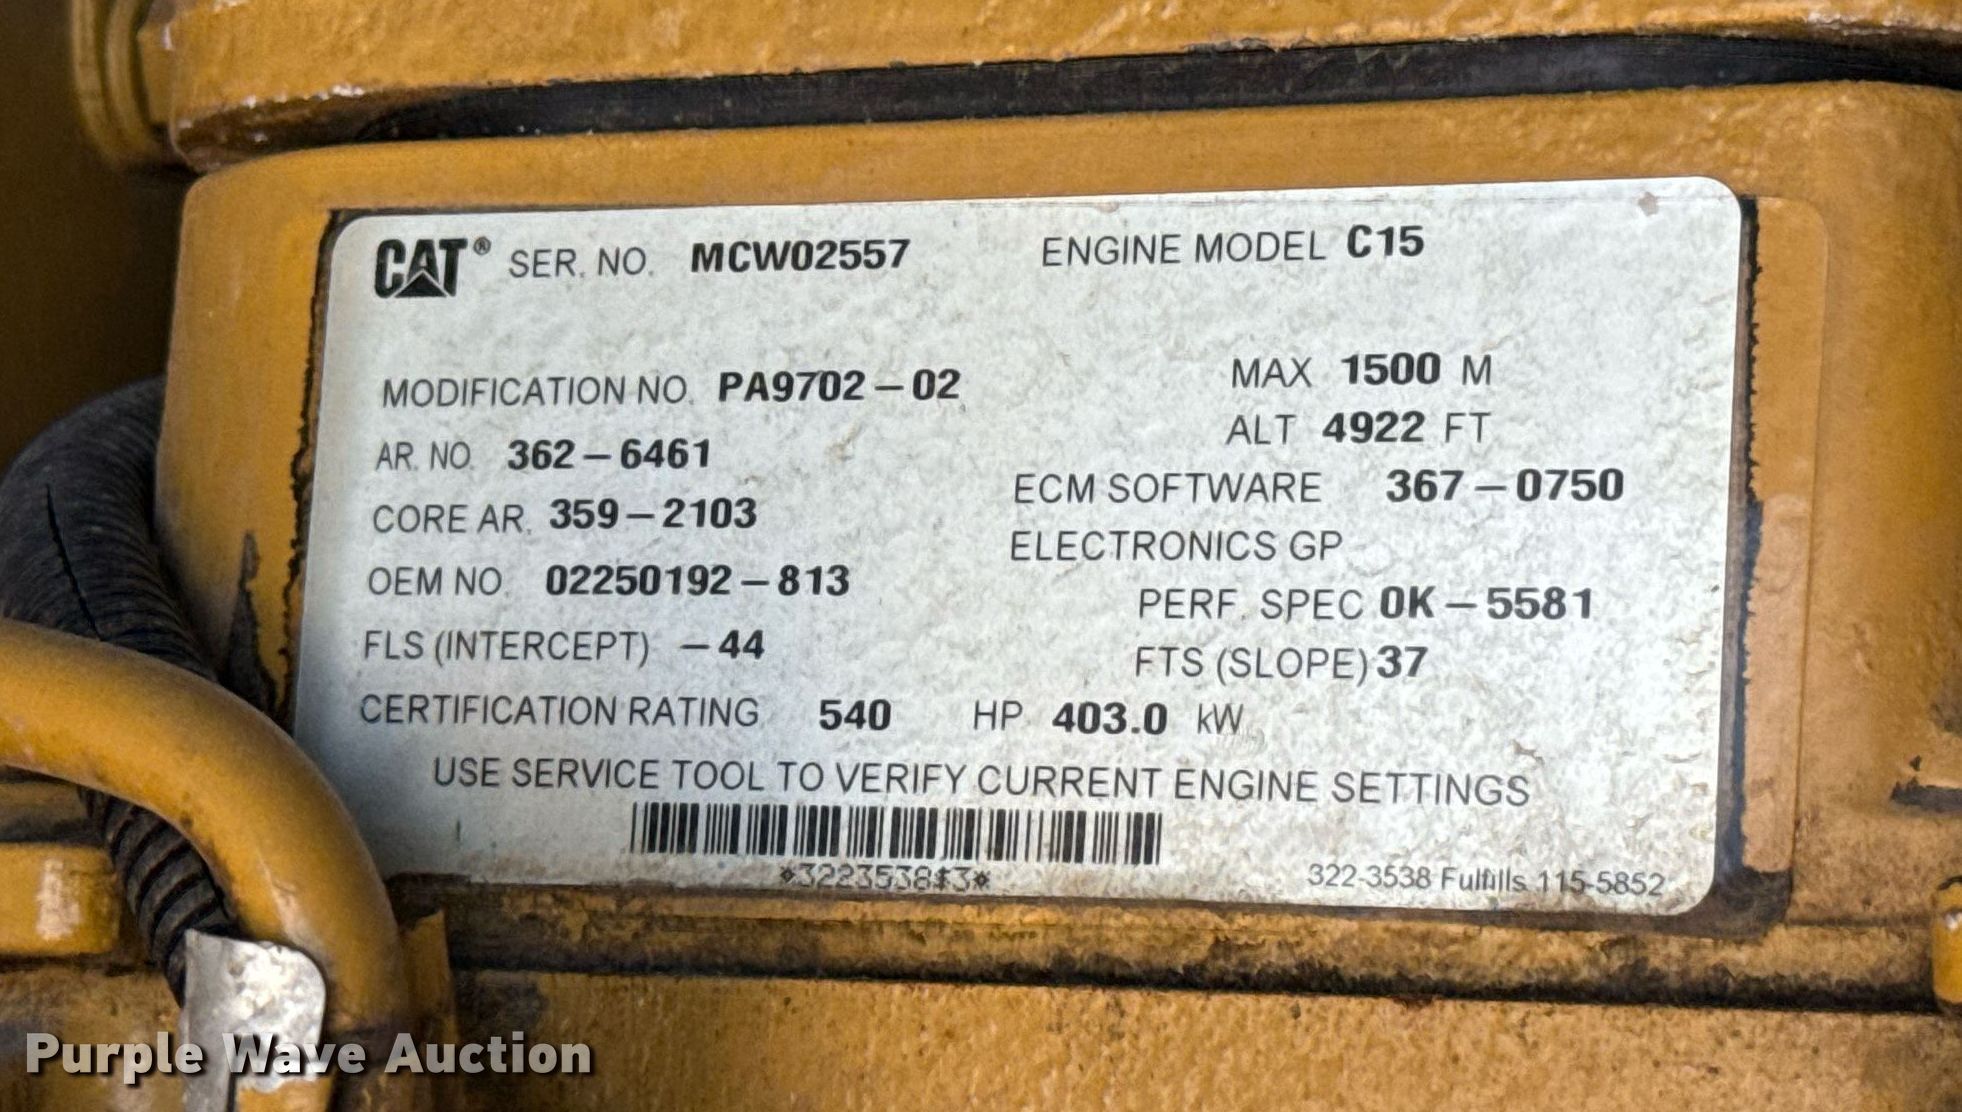 CAT® SER. NO. MCW02557 ENGINE MODEL C15
MODIFICATION NO. PA9702-02 MAX 1500 M
ALT 4922 FT
AR. NO. 362-6461
ECM SOFTWARE 367-0750
CORE AR. 359-2103
ELECTRONICS GP
OEM NO. 02250192-813
PERF. SPEC 0K-5581
FLS (INTERCEPT) -44
FTS (SLOPE) 37
CERTIFICATION RATING 540 HP 403.0 kW
USE SERVICE TOOL TO VERIFY CURRENT ENGINE SETTINGS
*3223538$3*
322-3538 Fulfills 115-5852
Purple Wave Auction